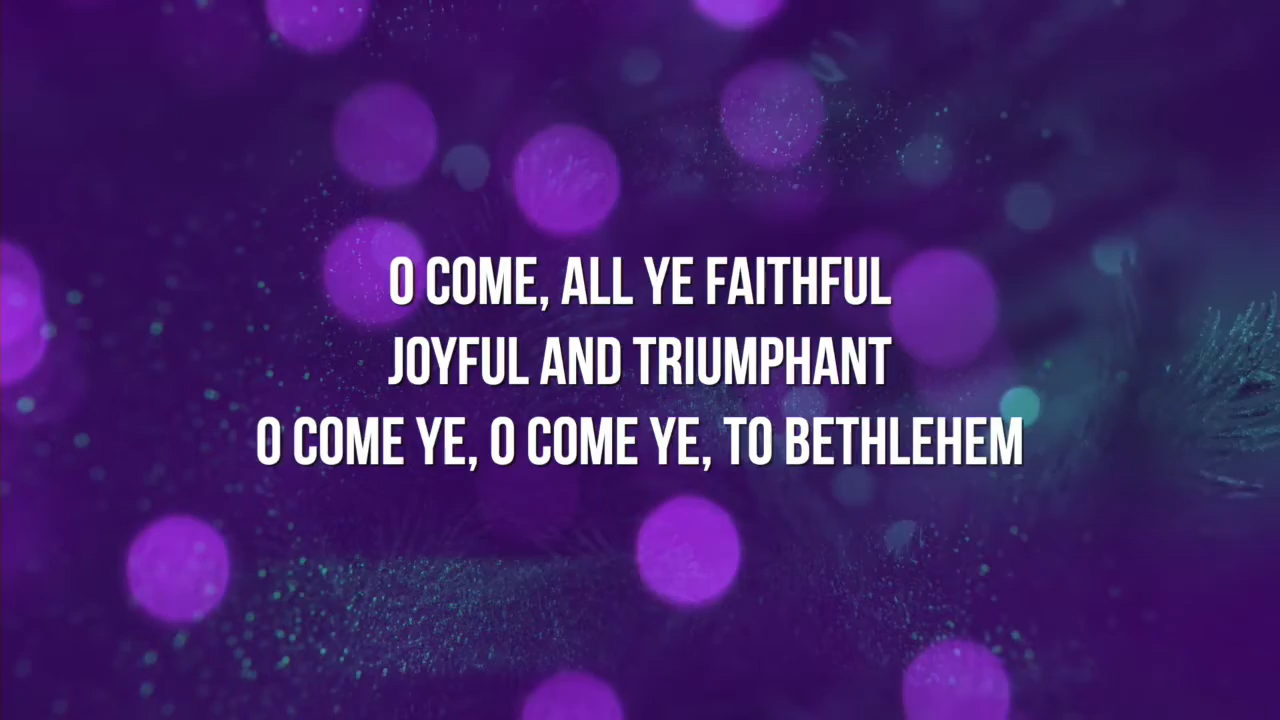 O COME, ALL YE FAITHFUL
JOYFUL AND TRIUMPHANT
O COME YE, O COME YE, TO BETHLEHEM